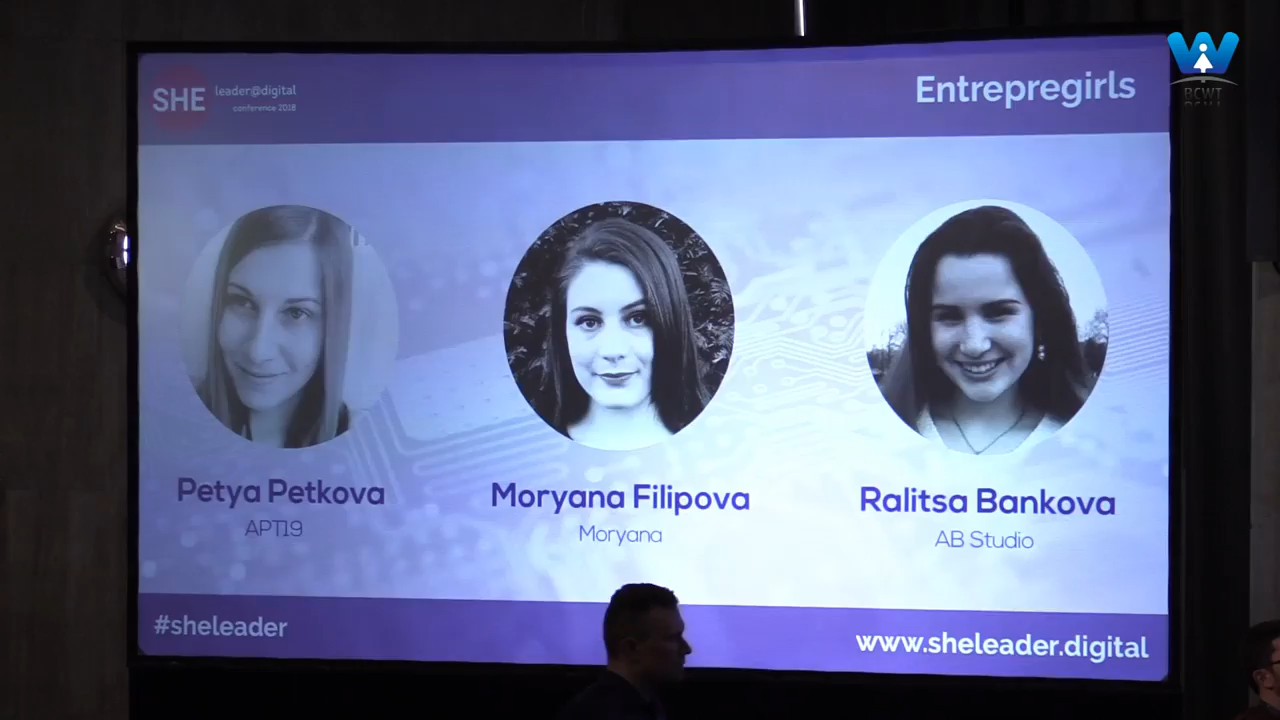 SHE
leader@digital
conference 2018
Entrepregirls
BCWT
Petya Petkova
APT19
Moryana Filipova
Moryana
Ralitsa Bankova
AB Studio
#sheleader
www.sheleader.digital